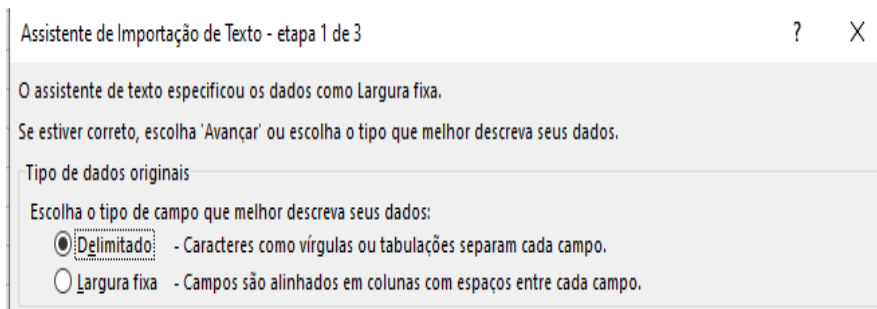 Assistente de Importação de Texto - etapa 1 de 3 ? X
O assistente de texto especificou os dados como Largura fixa.
Se estiver correto, escolha 'Avançar' ou escolha o tipo que melhor descreva seus dados.
Tipo de dados originais
Escolha o tipo de campo que melhor descreva seus dados:
Delimitado - Caracteres como vírgulas ou tabulações separam cada campo.
Largura fixa - Campos são alinhados em colunas com espaços entre cada campo.